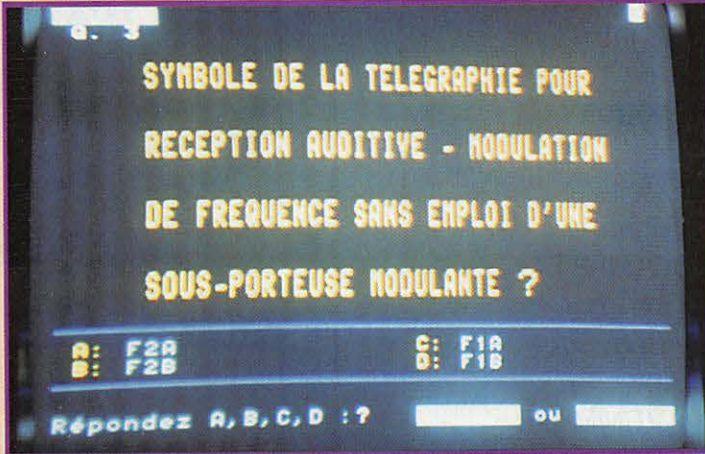 Q. 3
SYMBOLE DE LA TELEGRAPHIE POUR
RECEPTION AUDITIVE - MODULATION
DE FREQUENCE SANS EMPLOI D'UNE
SOUS-PORTEUSE MODULANTE ?
A: F2A C: F1A
B: F2B D: F1B
Répondez A,B,C,D :? ou